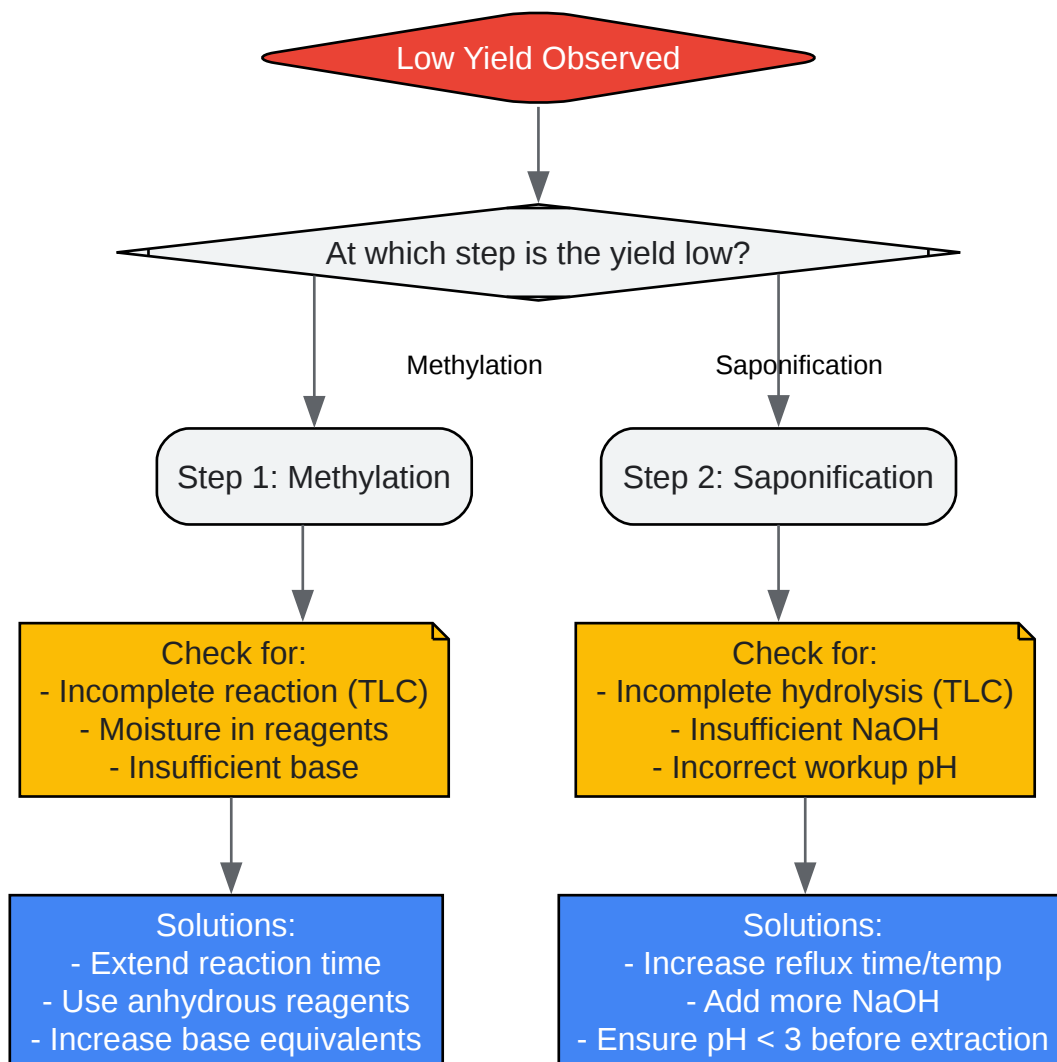 Low Yield Observed
At which step is the yield low?
Methylation
Saponification
Step 1: Methylation
Step 2: Saponification
Check for:
- Incomplete reaction (TLC)
- Moisture in reagents
- Insufficient base
Check for:
- Incomplete hydrolysis (TLC)
- Insufficient NaOH
- Incorrect workup pH
Solutions:
- Extend reaction time
- Use anhydrous reagents
- Increase base equivalents
Solutions:
- Increase reflux time/temp
- Add more NaOH
- Ensure pH < 3 before extraction